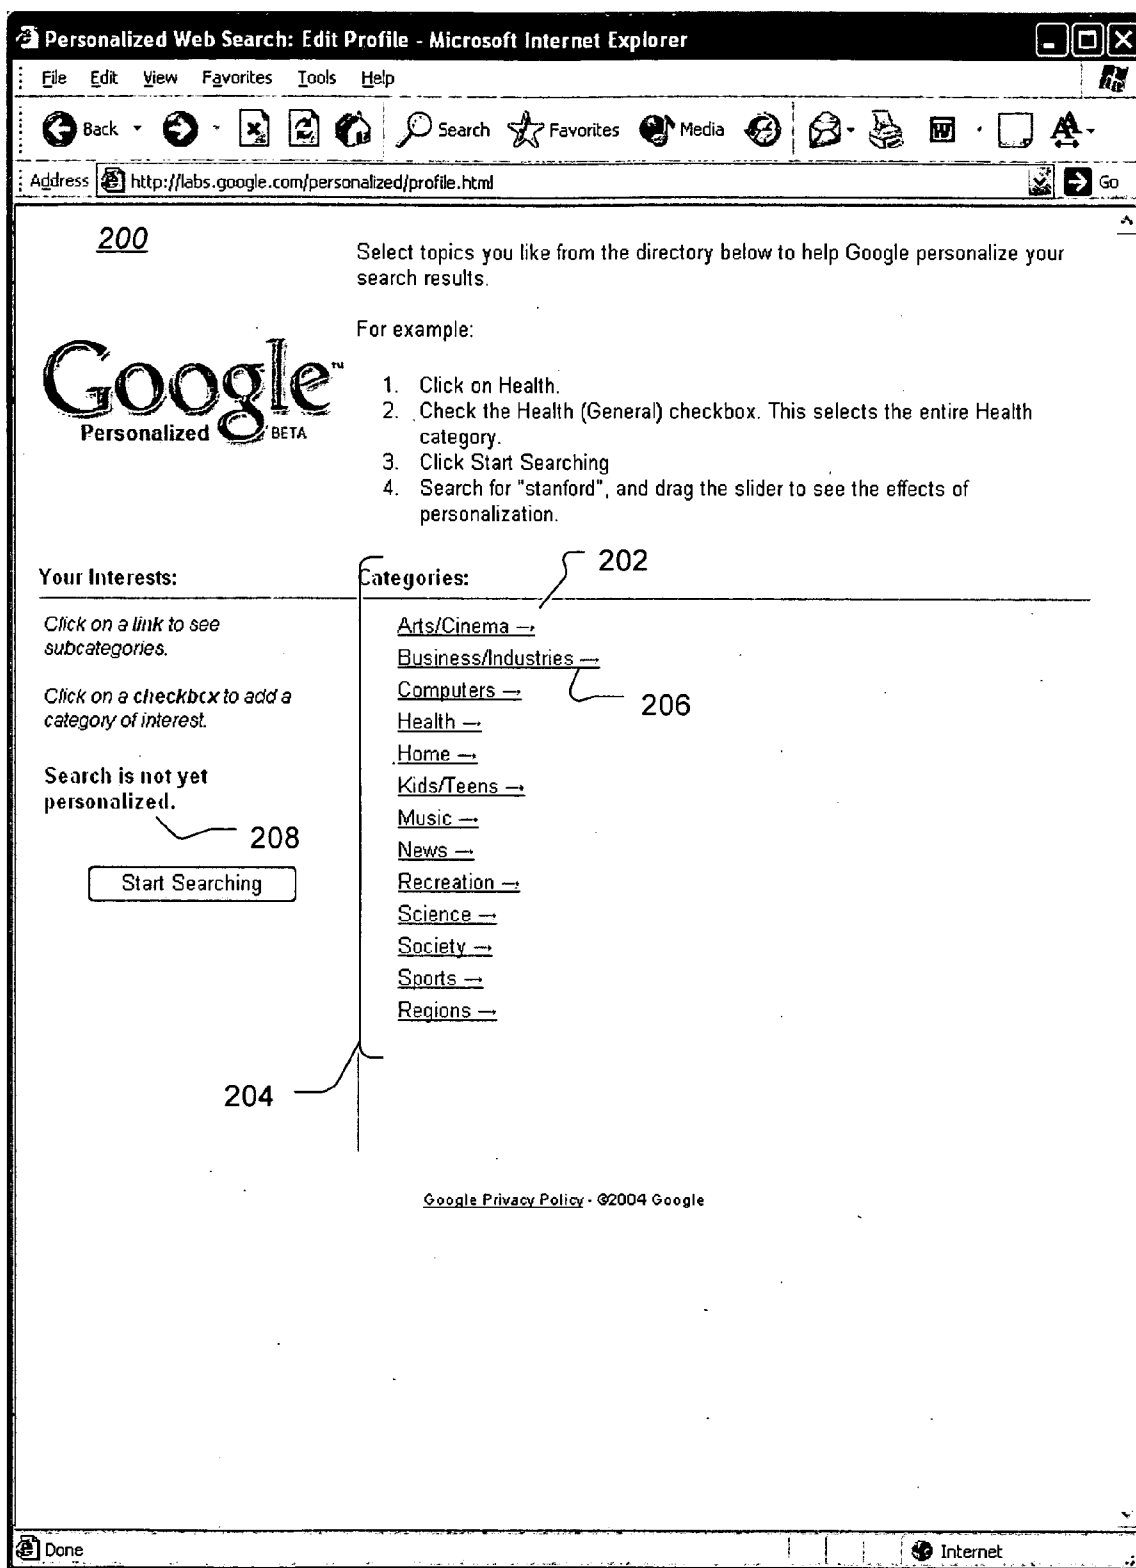 Personalized Web Search: Edit Profile - Microsoft Internet Explorer
File Edit View Favorites Tools Help
Back Search Favorites Media W
Address http://labs.google.com/personalized/profile.html Go
200
Select topics you like from the directory below to help Google personalize your
search results.
For example:
Google™
Personalized BETA
1. Click on Health.
2. Check the Health (General) checkbox. This selects the entire Health
category.
3. Click Start Searching
4. Search for "stanford", and drag the slider to see the effects of
personalization.
202
Your Interests:
Click on a link to see
subcategories.
Click on a checkbox to add a
category of interest.
Search is not yet
personalized.
208
Start Searching
Categories:
Arts/Cinema →
Business/Industries →
206
Computers →
Health →
Home →
Kids/Teens →
Music →
News →
Recreation →
Science →
Society →
Sports →
Regions →
204
Google Privacy Policy - ©2004 Google
Done Internet